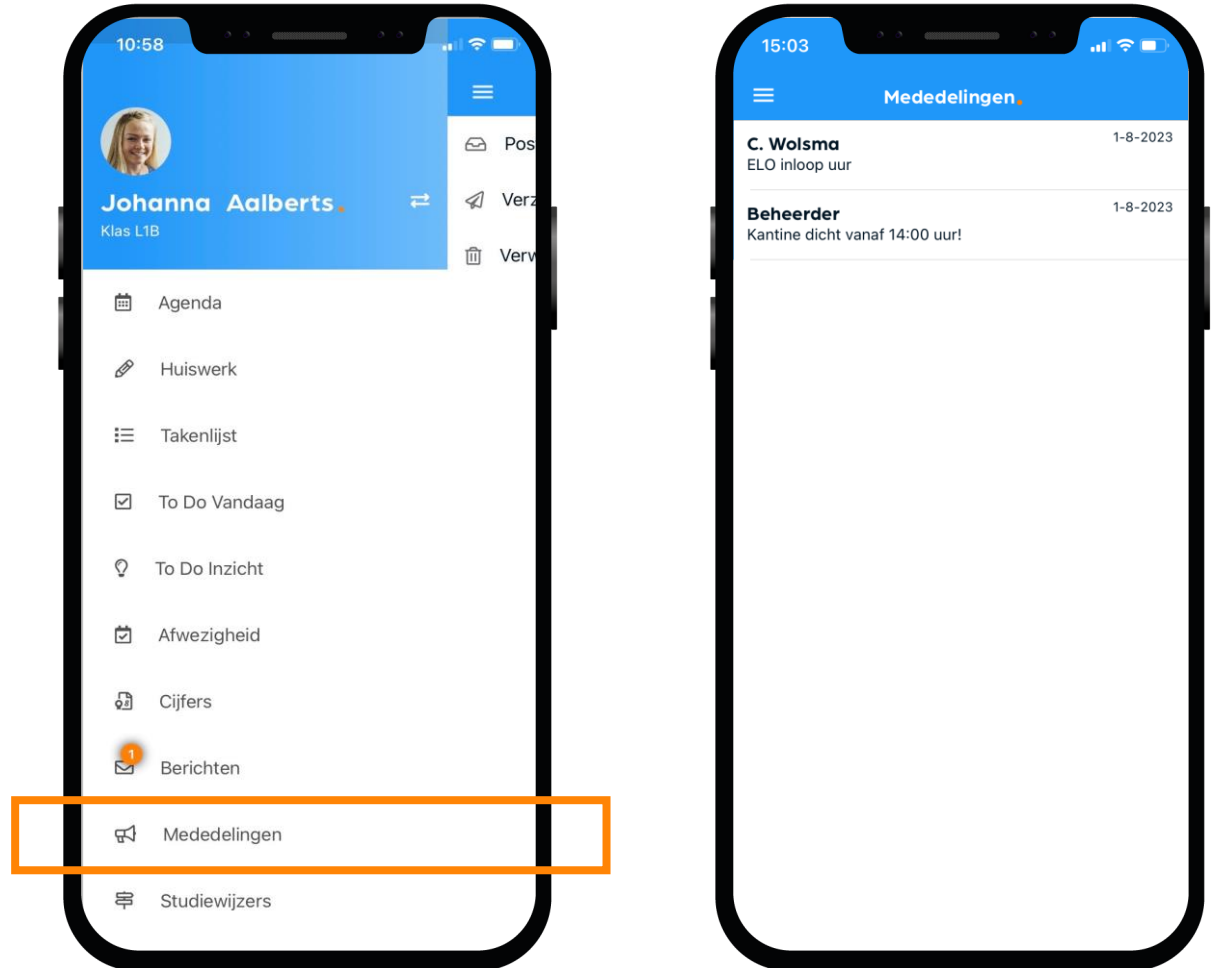 10:58
Johanna Aalberts.
Klas L1B
Pos
Verz
Verw
Agenda
Huiswerk
Takenlijst
To Do Vandaag
To Do Inzicht
Afwezigheid
Cijfers
1
Berichten
Mededelingen
Studiewijzers
15:03
Mededelingen.
C. Wolsma 1-8-2023
ELO inloop uur
Beheerder 1-8-2023
Kantine dicht vanaf 14:00 uur!